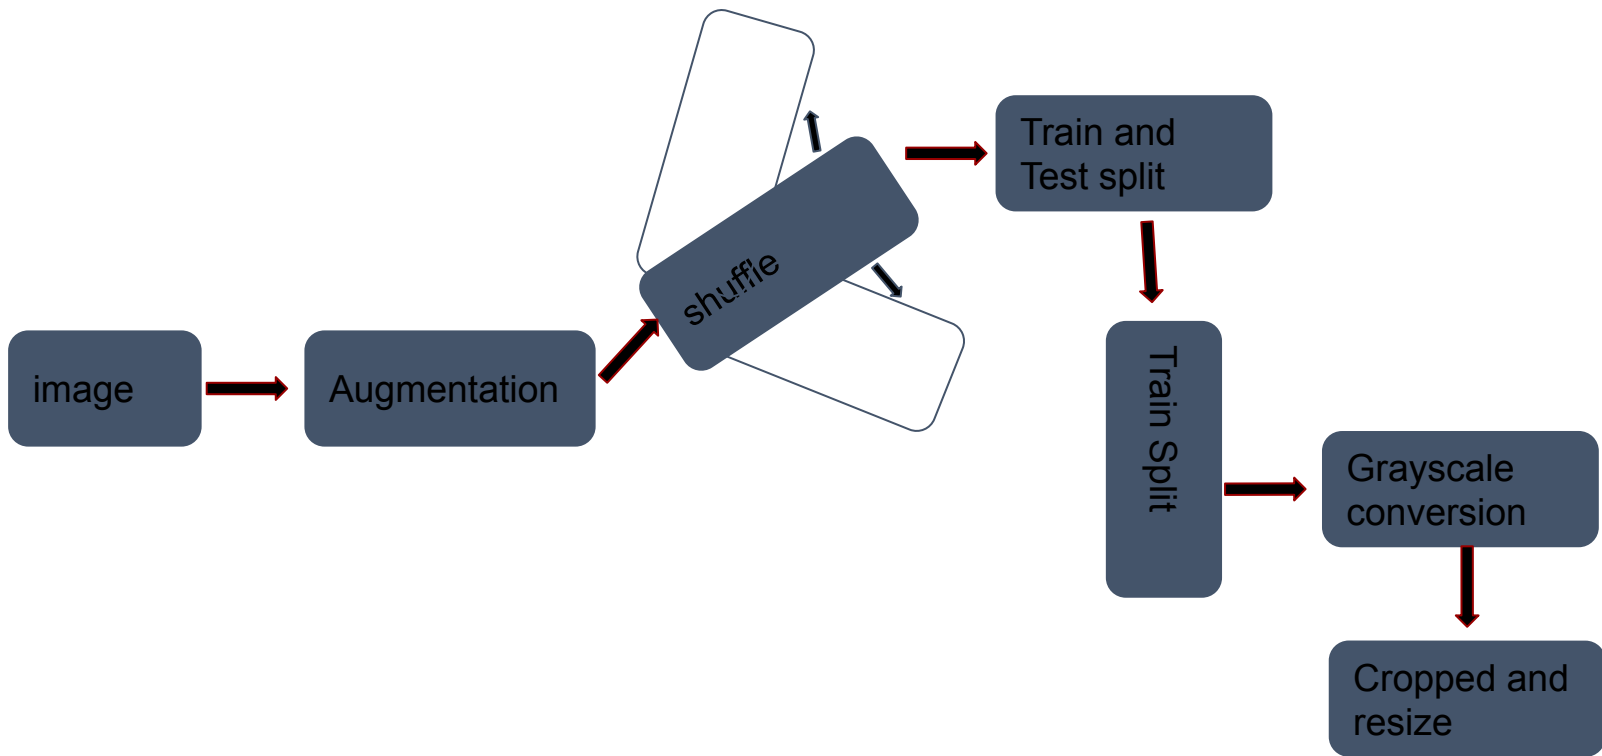 image
Augmentation
shuffle
Train and
Test split
Train Split
Grayscale
conversion
Cropped and
resize